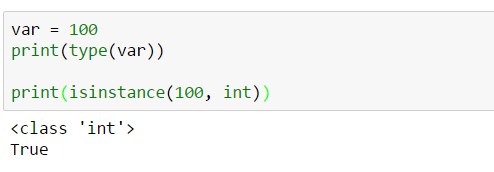 var = 100
print(type(var))
print(isinstance(100, int))
<class 'int'>
True